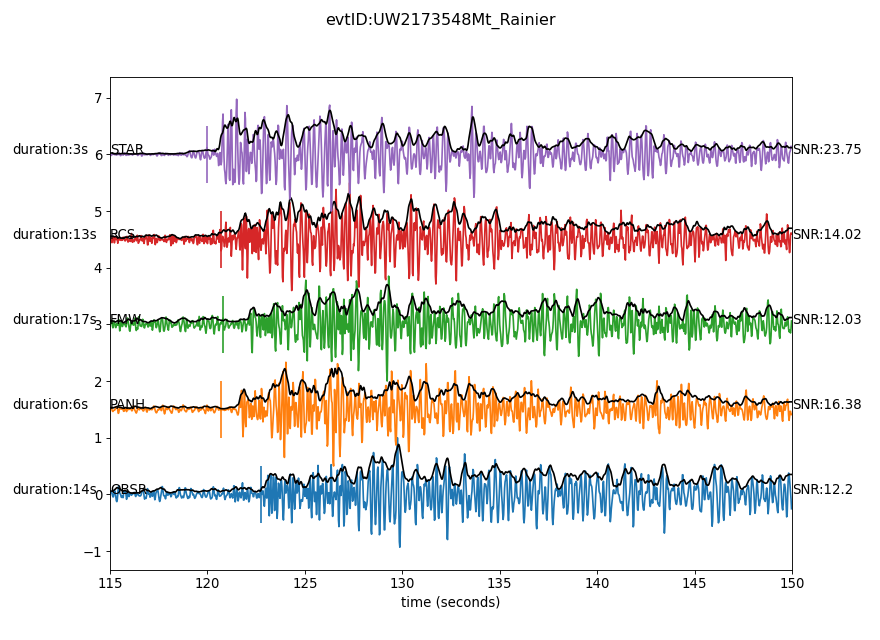 evtID:UW2173548Mt_Rainier
7
duration:3s STAR 6 SNR:23.75
5
duration:13s RCS SNR:14.02
4
duration:17s FMW 3 SNR:12.03
2
duration:6s PANH SNR:16.38
1
duration:14s OBSR 0 SNR:12.2
−1
115 120 125 130 135 140 145 150
time (seconds)